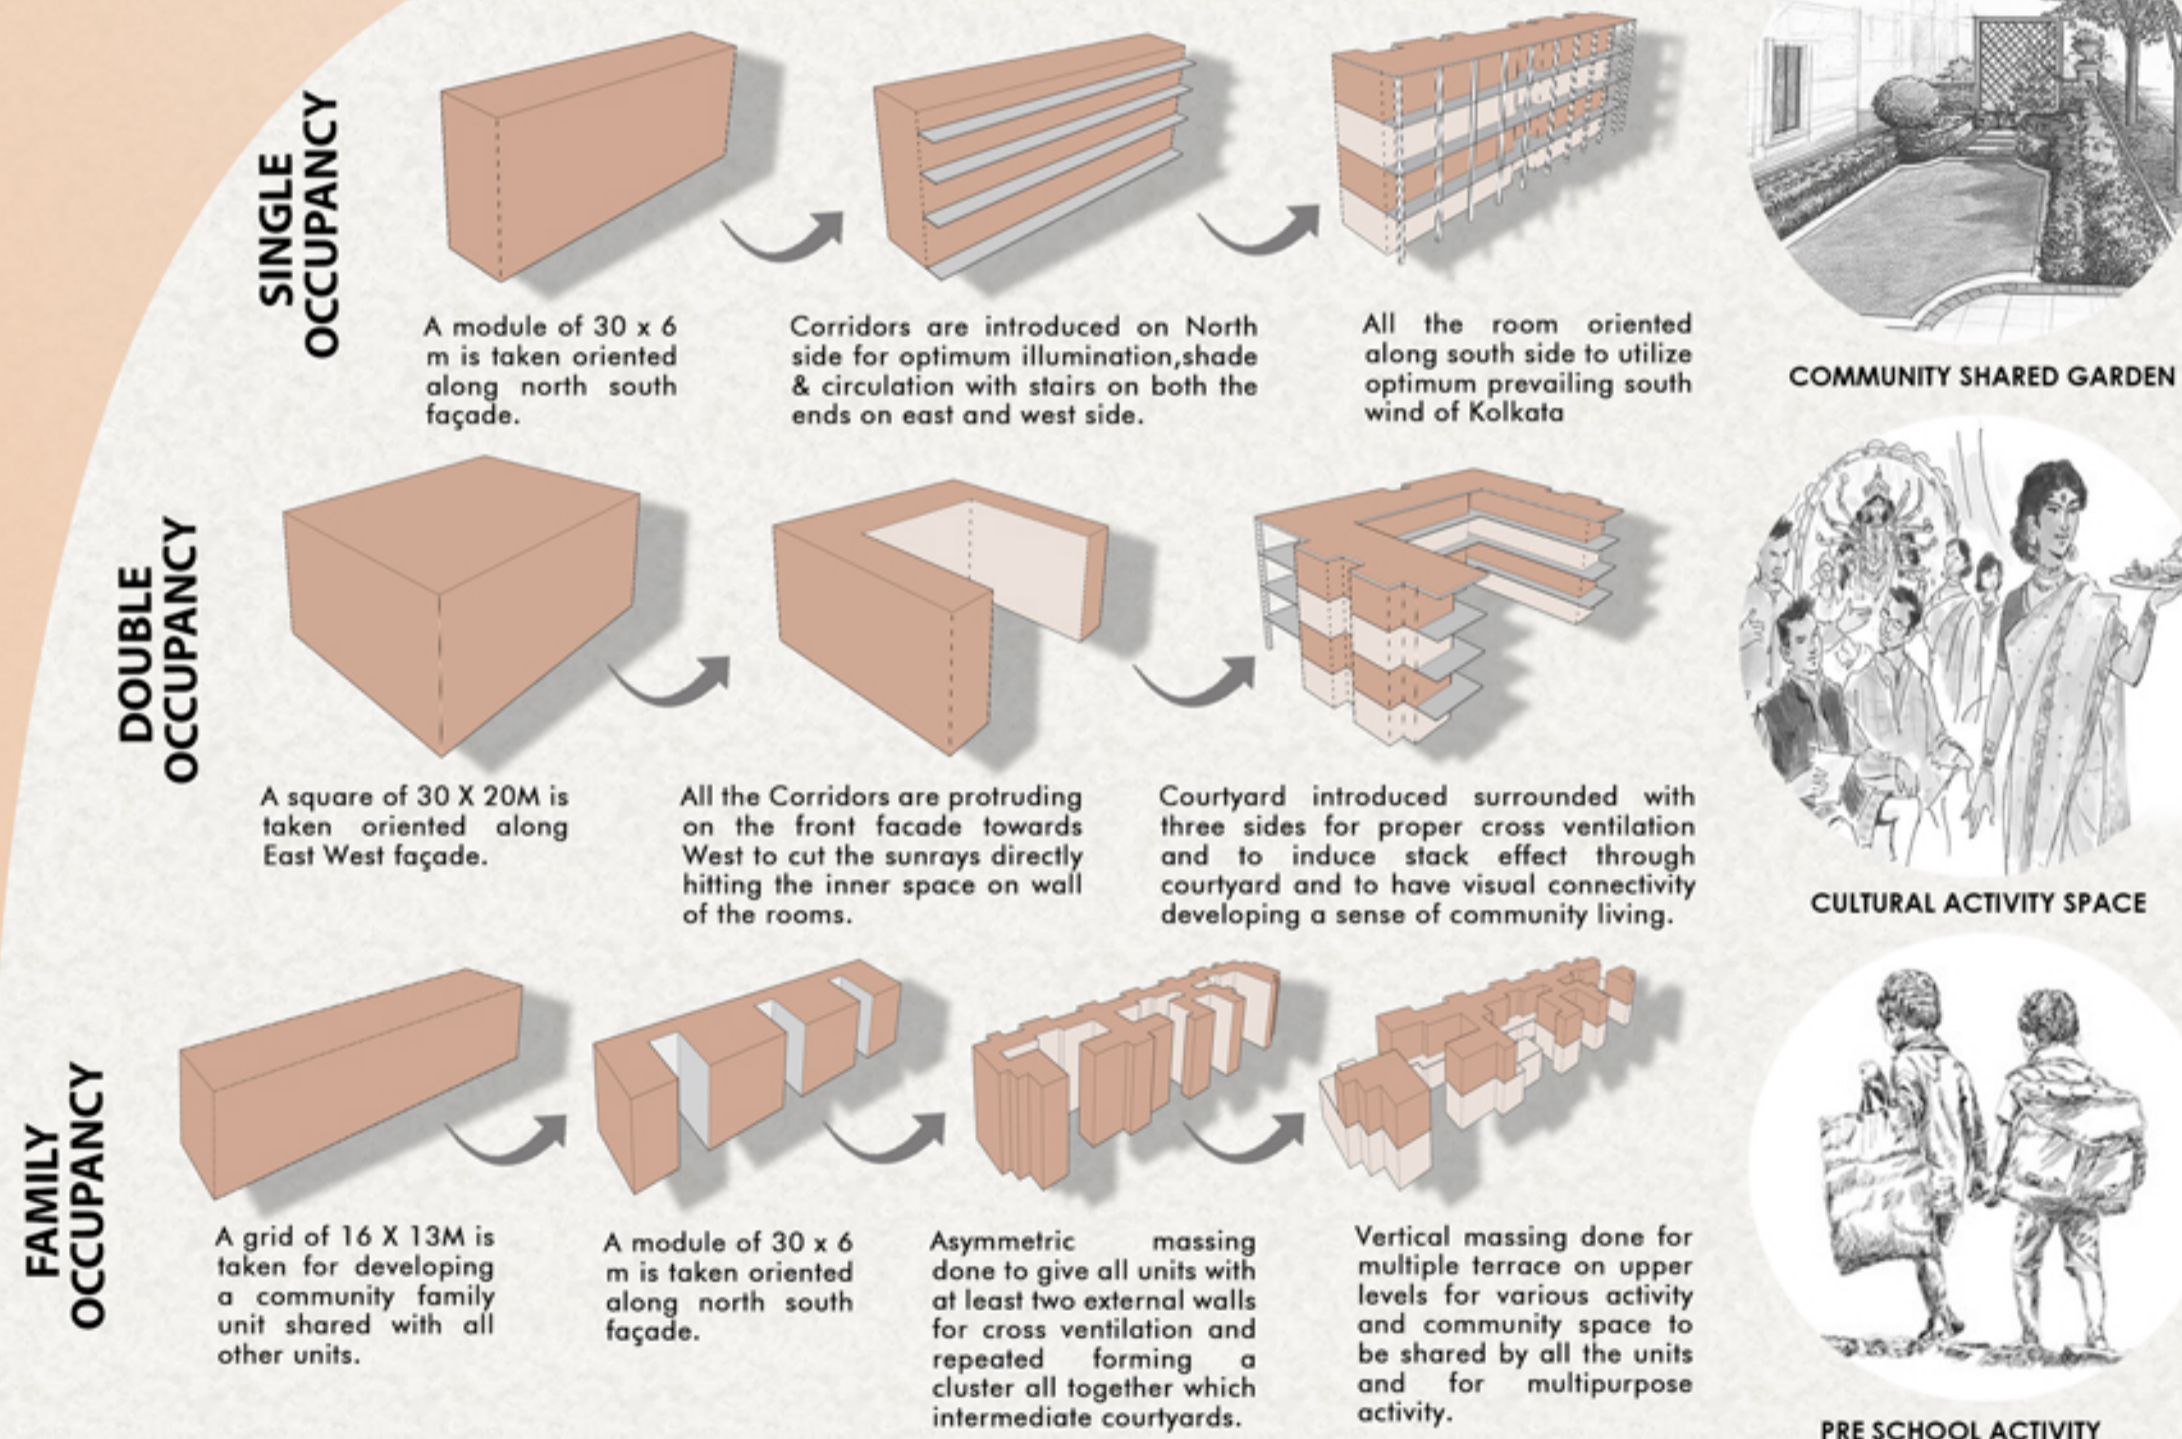 SINGLE
OCCUPANCY
A module of 30 x 6
m is taken oriented
along north south
façade.
Corridors are introduced on North
side for optimum illumination,shade
& circulation with stairs on both the
ends on east and west side.
All the room oriented
along south side to utilize
optimum prevailing south
wind of Kolkata
COMMUNITY SHARED GARDEN
DOUBLE
OCCUPANCY
A square of 30 X 20M is
taken oriented along
East West façade.
All the Corridors are protruding
on the front facade towards
West to cut the sunrays directly
hitting the inner space on wall
of the rooms.
Courtyard introduced surrounded with
three sides for proper cross ventilation
and to induce stack effect through
courtyard and to have visual connectivity
developing a sense of community living.
CULTURAL ACTIVITY SPACE
FAMILY
OCCUPANCY
A grid of 16 X 13M is
taken for developing
a community family
unit shared with all
other units.
A module of 30 x 6
m is taken oriented
along north south
façade.
Asymmetric massing
done to give all units with
at least two external walls
for cross ventilation and
repeated forming a
cluster all together which
intermediate courtyards.
Vertical massing done for
multiple terrace on upper
levels for various activity
and community space to
be shared by all the units
and for multipurpose
activity.
PRE SCHOOL ACTIVITY